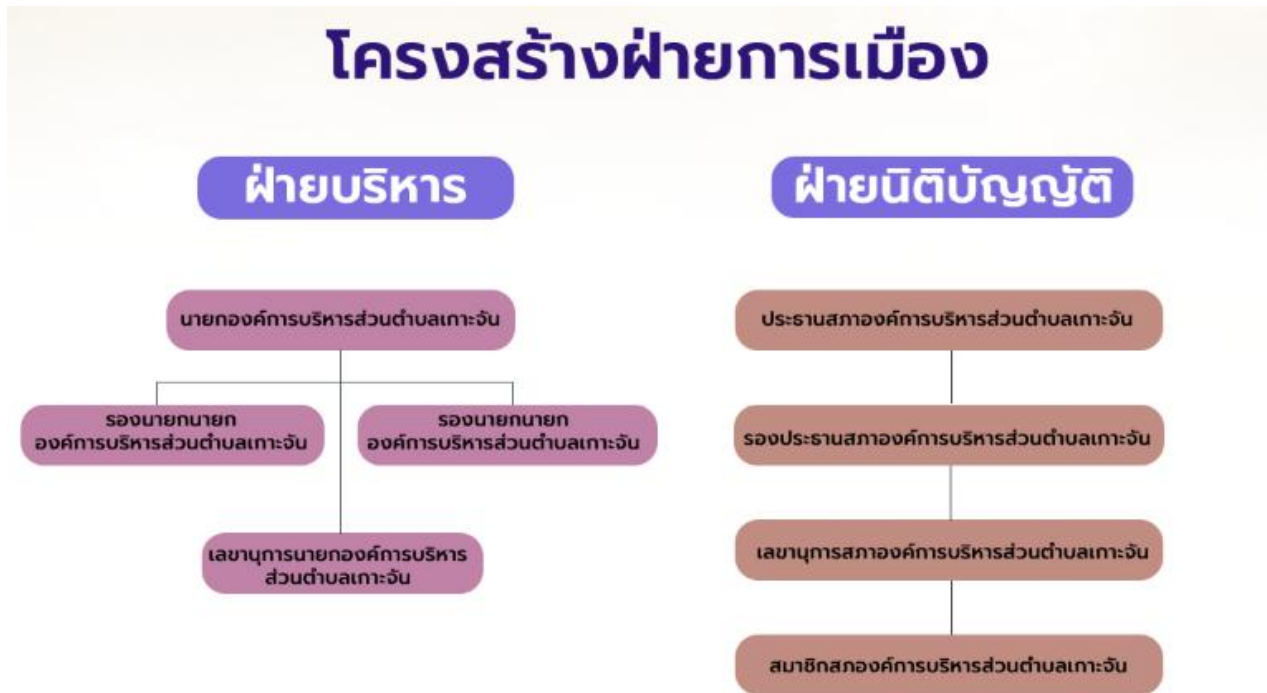 โครงสร้างฝ่ายการเมือง
ฝ่ายบริหาร
นายกองค์การบริหารส่วนตำบลเกาะจัน
รองนายกนายก
องค์การบริหารส่วนตำบลเกาะจัน
รองนายกนายก
องค์การบริหารส่วนตำบลเกาะจัน
เลขานุการนายกองค์การบริหาร
ส่วนตำบลเกาะจัน
ฝ่ายนิติบัญญัติ
ประธานสภาองค์การบริหารส่วนตำบลเกาะจัน
รองประธานสภาองค์การบริหารส่วนตำบลเกาะจัน
เลขานุการสภาองค์การบริหารส่วนตำบลเกาะจัน
สมาชิกสภองค์การบริหารส่วนตำบลเกาะจัน